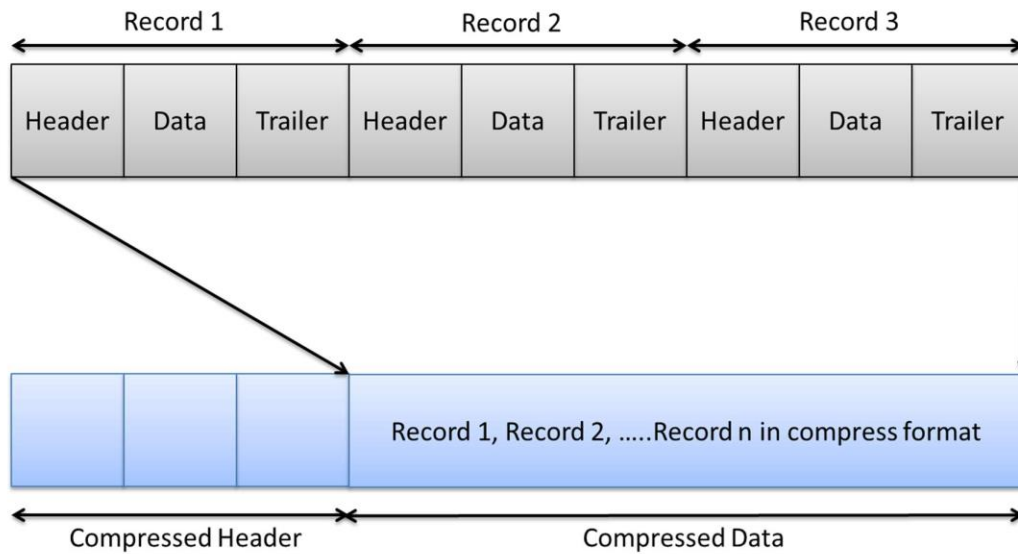 Record 1 Record 2 Record 3
Header Data Trailer Header Data Trailer Header Data Trailer
Record 1, Record 2, …..Record n in compress format
Compressed Header Compressed Data